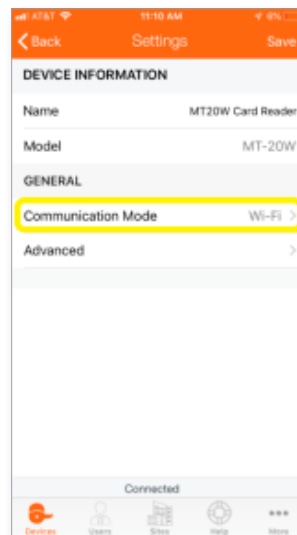 AT&T 11:10 AM 6%
Back Settings Save
DEVICE INFORMATION
Name MT20W Card Reader
Model MT-20W
GENERAL
Communication Mode Wi-Fi
Advanced
Connected
Devices Users Sites Help More